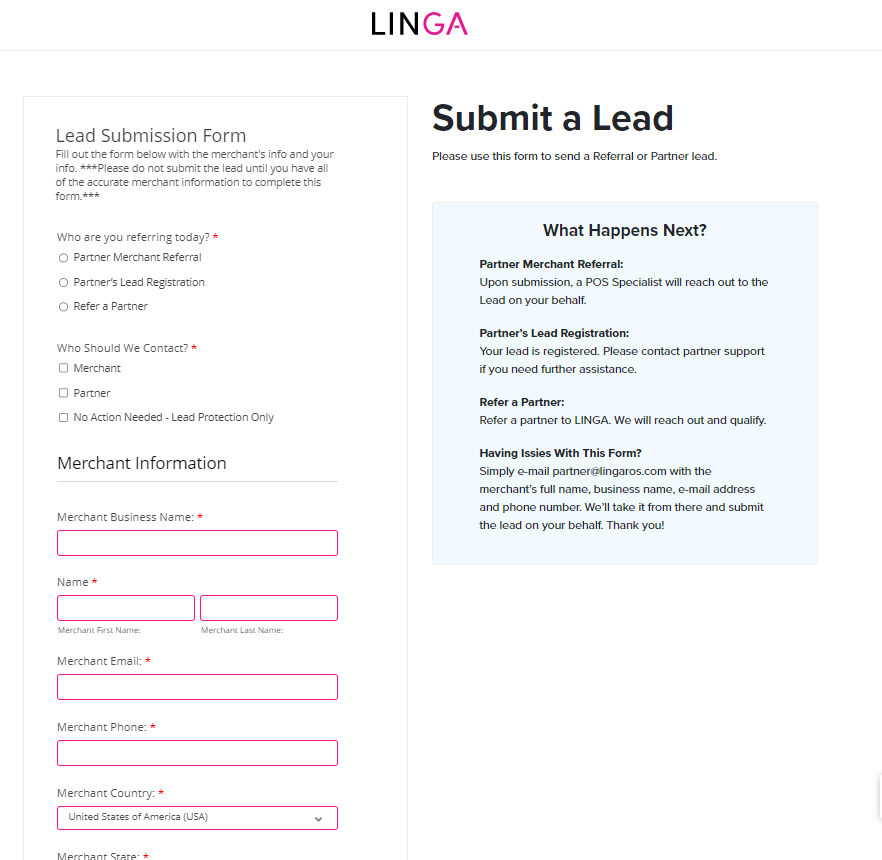 LINGA
Lead Submission Form
Fill out the form below with the merchant's info and your
info. ***Please do not submit the lead until you have all
of the accurate merchant information to complete this
form.***
Who are you referring today? *
Partner Merchant Referral
Partner's Lead Registration
Refer a Partner
Who Should We Contact? *
Merchant
Partner
No Action Needed - Lead Protection Only
Merchant Information
Merchant Business Name: *
Name *
Merchant First Name: Merchant Last Name:
Merchant Email: *
Merchant Phone: *
Merchant Country: *
United States of America (USA)
Merchant State: *
Submit a Lead
Please use this form to send a Referral or Partner lead.
What Happens Next?
Partner Merchant Referral:
Upon submission, a POS Specialist will reach out to the
Lead on your behalf.
Partner's Lead Registration:
Your lead is registered. Please contact partner support
if you need further assistance.
Refer a Partner:
Refer a partner to LINGA. We will reach out and qualify.
Having Issies With This Form?
Simply e-mail partner@lingaros.com with the
merchant's full name, business name, e-mail address
and phone number. We'll take it from there and submit
the lead on your behalf. Thank you!